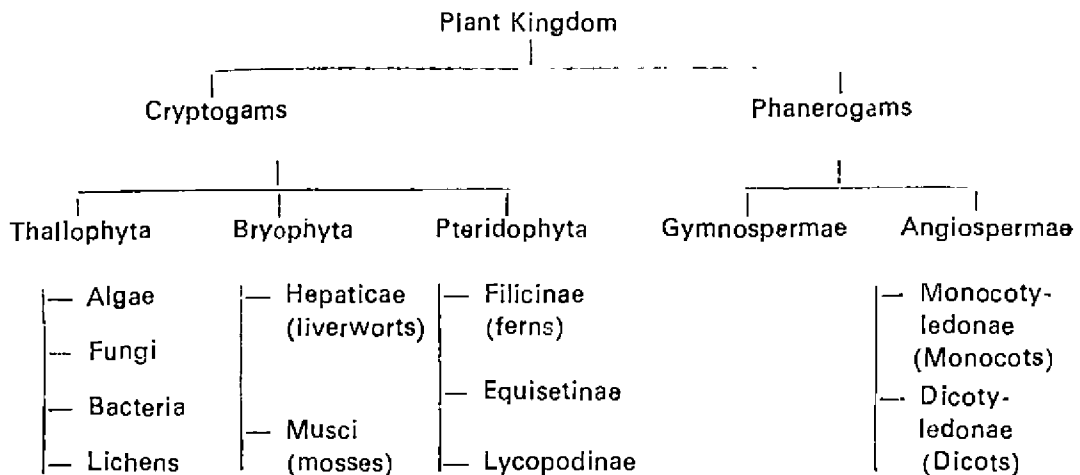 Plant Kingdom
Cryptogams
Phanerogams
Thallophyta
Bryophyta
Pteridophyta
Gymnospermae
Angiospermae
Algae
Fungi
Bacteria
Lichens
Hepaticae
(liverworts)
Musci
(mosses)
Filicinae
(ferns)
Equisetinae
Lycopodinae
Monocoty-
ledonae
(Monocots)
Dicoty-
ledonae
(Dicots)